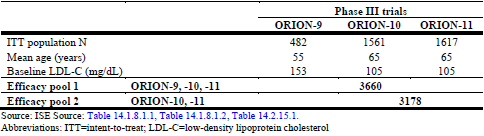 Phase III trials
ORION-9 ORION-10 ORION-11
ITT population N 482 1561 1617
Mean age (years) 55 65 65
Baseline LDL-C (mg/dL) 153 105 105
Efficacy pool 1 ORION-9, -10, -11 3660
Efficacy pool 2 ORION-10, -11 3178
Source: ISE Source: Table 14.1.8.1.1, Table 14.1.8.1.2, Table 14.2.15.1.
Abbreviations: ITT=intent-to-treat; LDL-C=low-density lipoprotein cholesterol